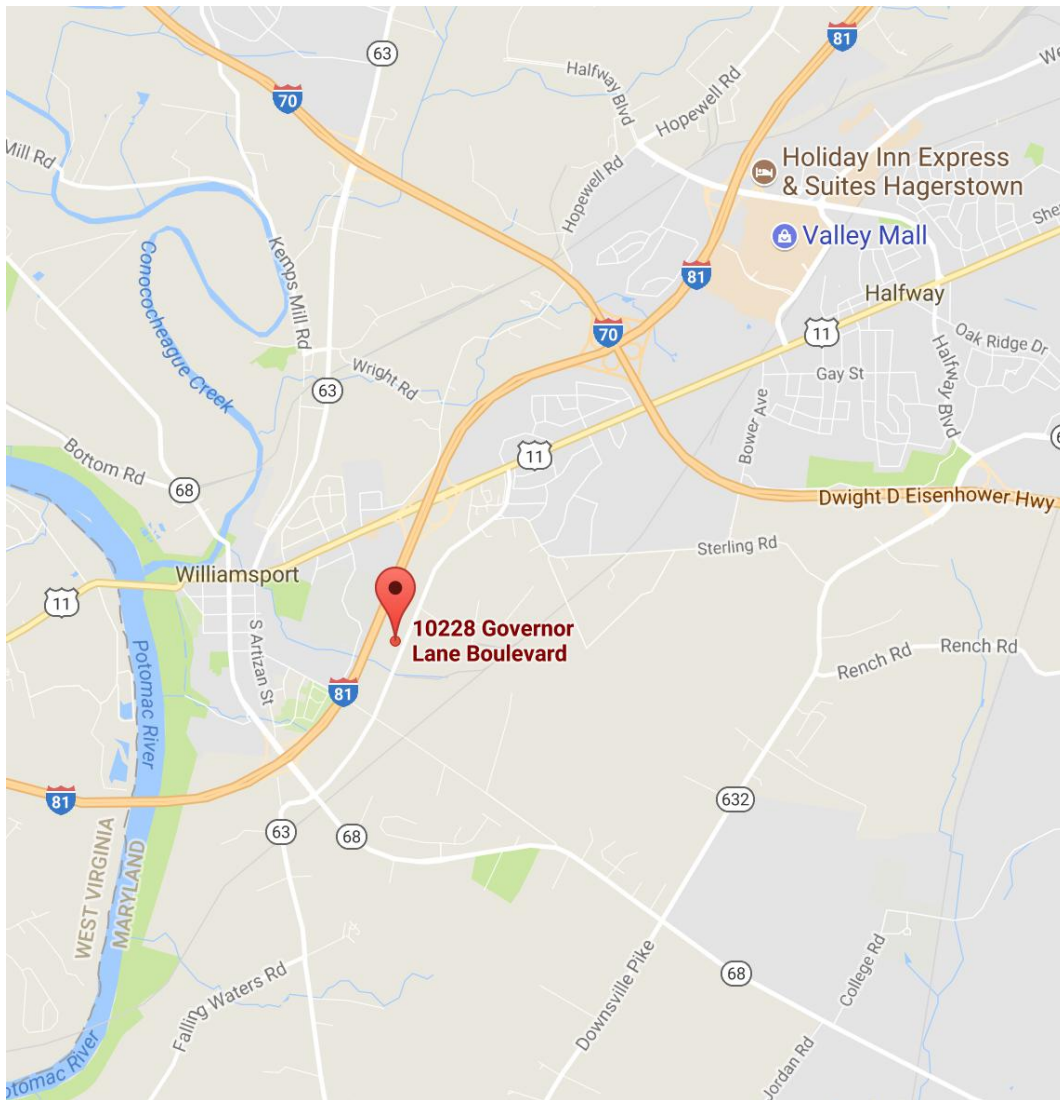 63
81
70
Halfway Blvd
Hopewell Rd
We
Mill Rd
Holiday Inn Express
& Suites Hagerstown
Hopewell Rd
Valley Mall
Conococheague Creek
Kemps Mill Rd
81
She
Halfway
70
11
Oak Ridge Dr
Wright Rd
63
Gay St
Halfway Blvd
Bower Ave
11
6
Bottom Rd
68
Dwight D Eisenhower Hwy
Sterling Rd
Williamsport
11
S Artizan St
10228 Governor
Lane Boulevard
Potomac River
Rench Rd
Rench Rd
81
81
632
63
68
WEST VIRGINIA
MARYLAND
College Rd
68
Falling Waters Rd
Downsville Pike
Jordan Rd
otomac River